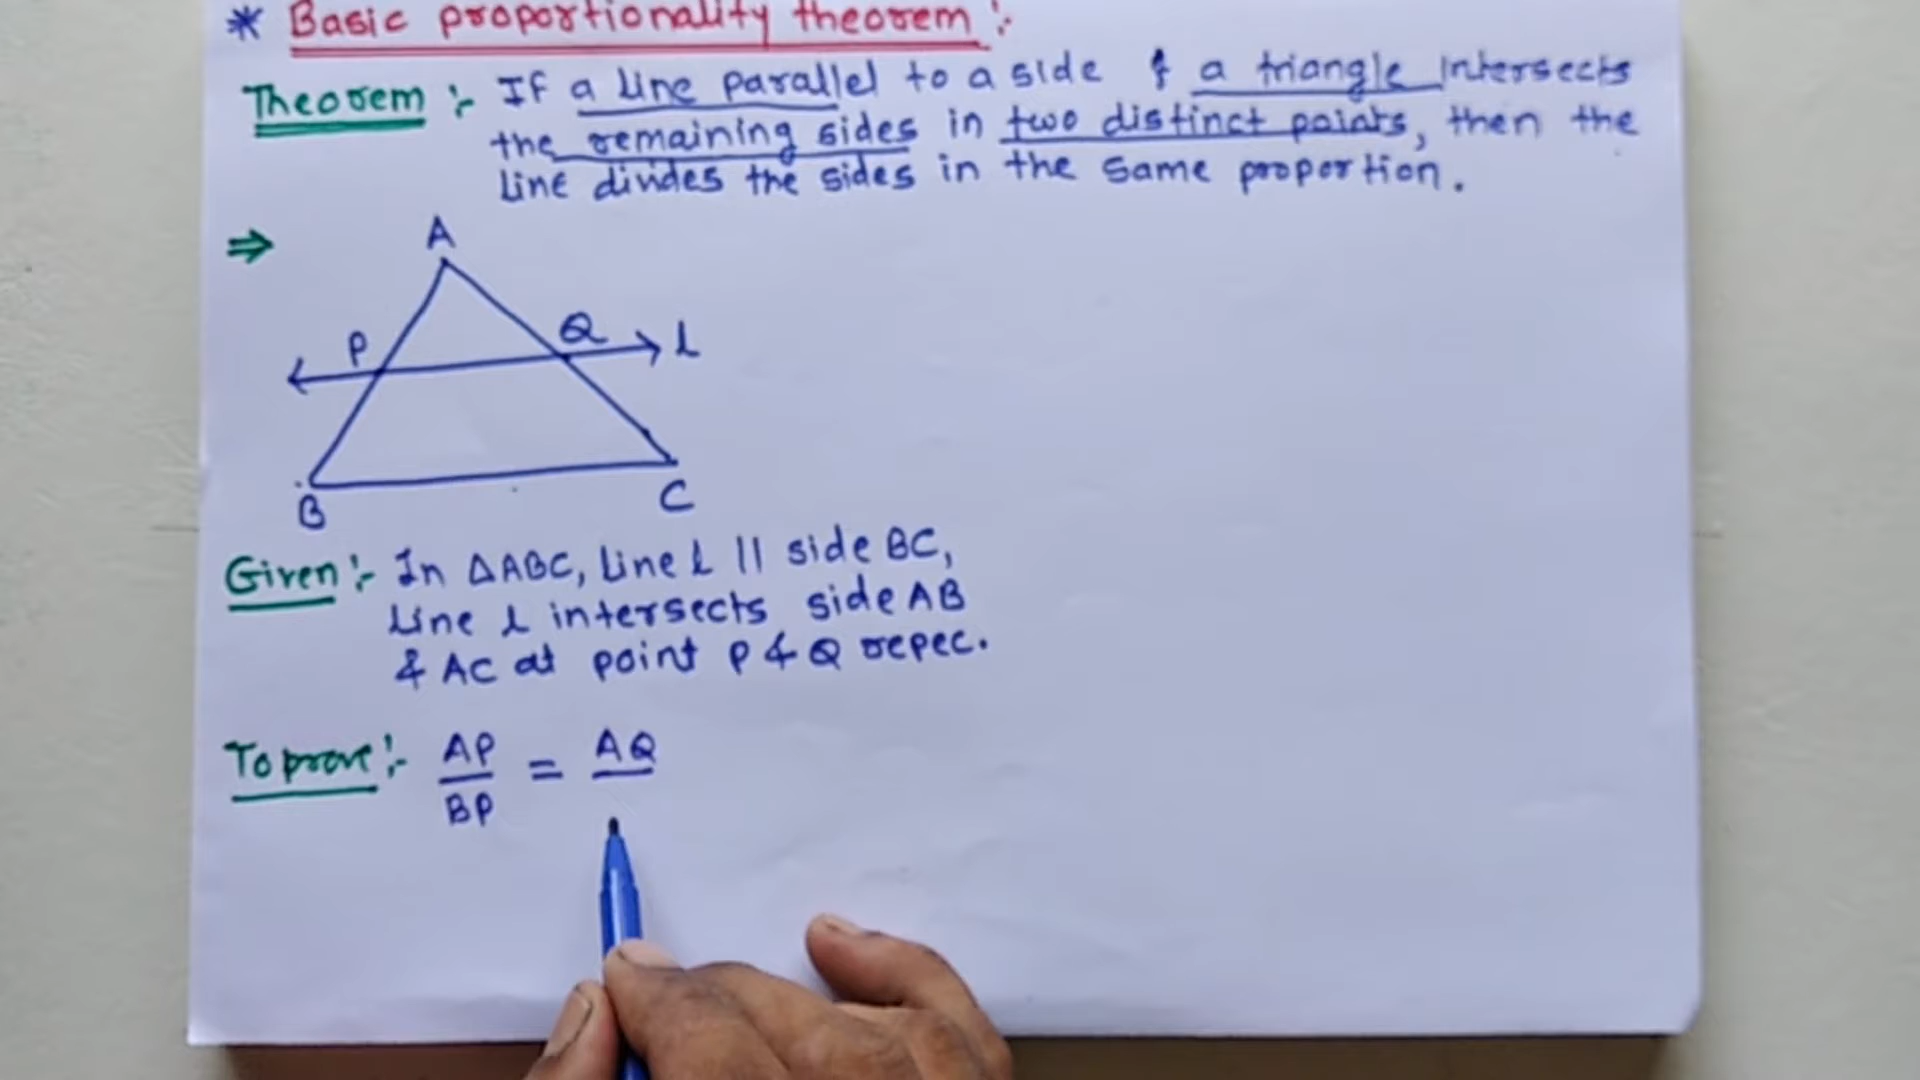 * Basic proportionality theorem :-
Theorem :- If a line parallel to a side f a triangle intersects
the remaining sides in two distinct points, then the
line divides the sides in the same proportion.
⇒
A
P
Q
l
B
C
Given :- In ΔABC, line l || side BC,
Line l intersects side AB
& AC at point P & Q repec.
To prove :- AP/BP = AQ/